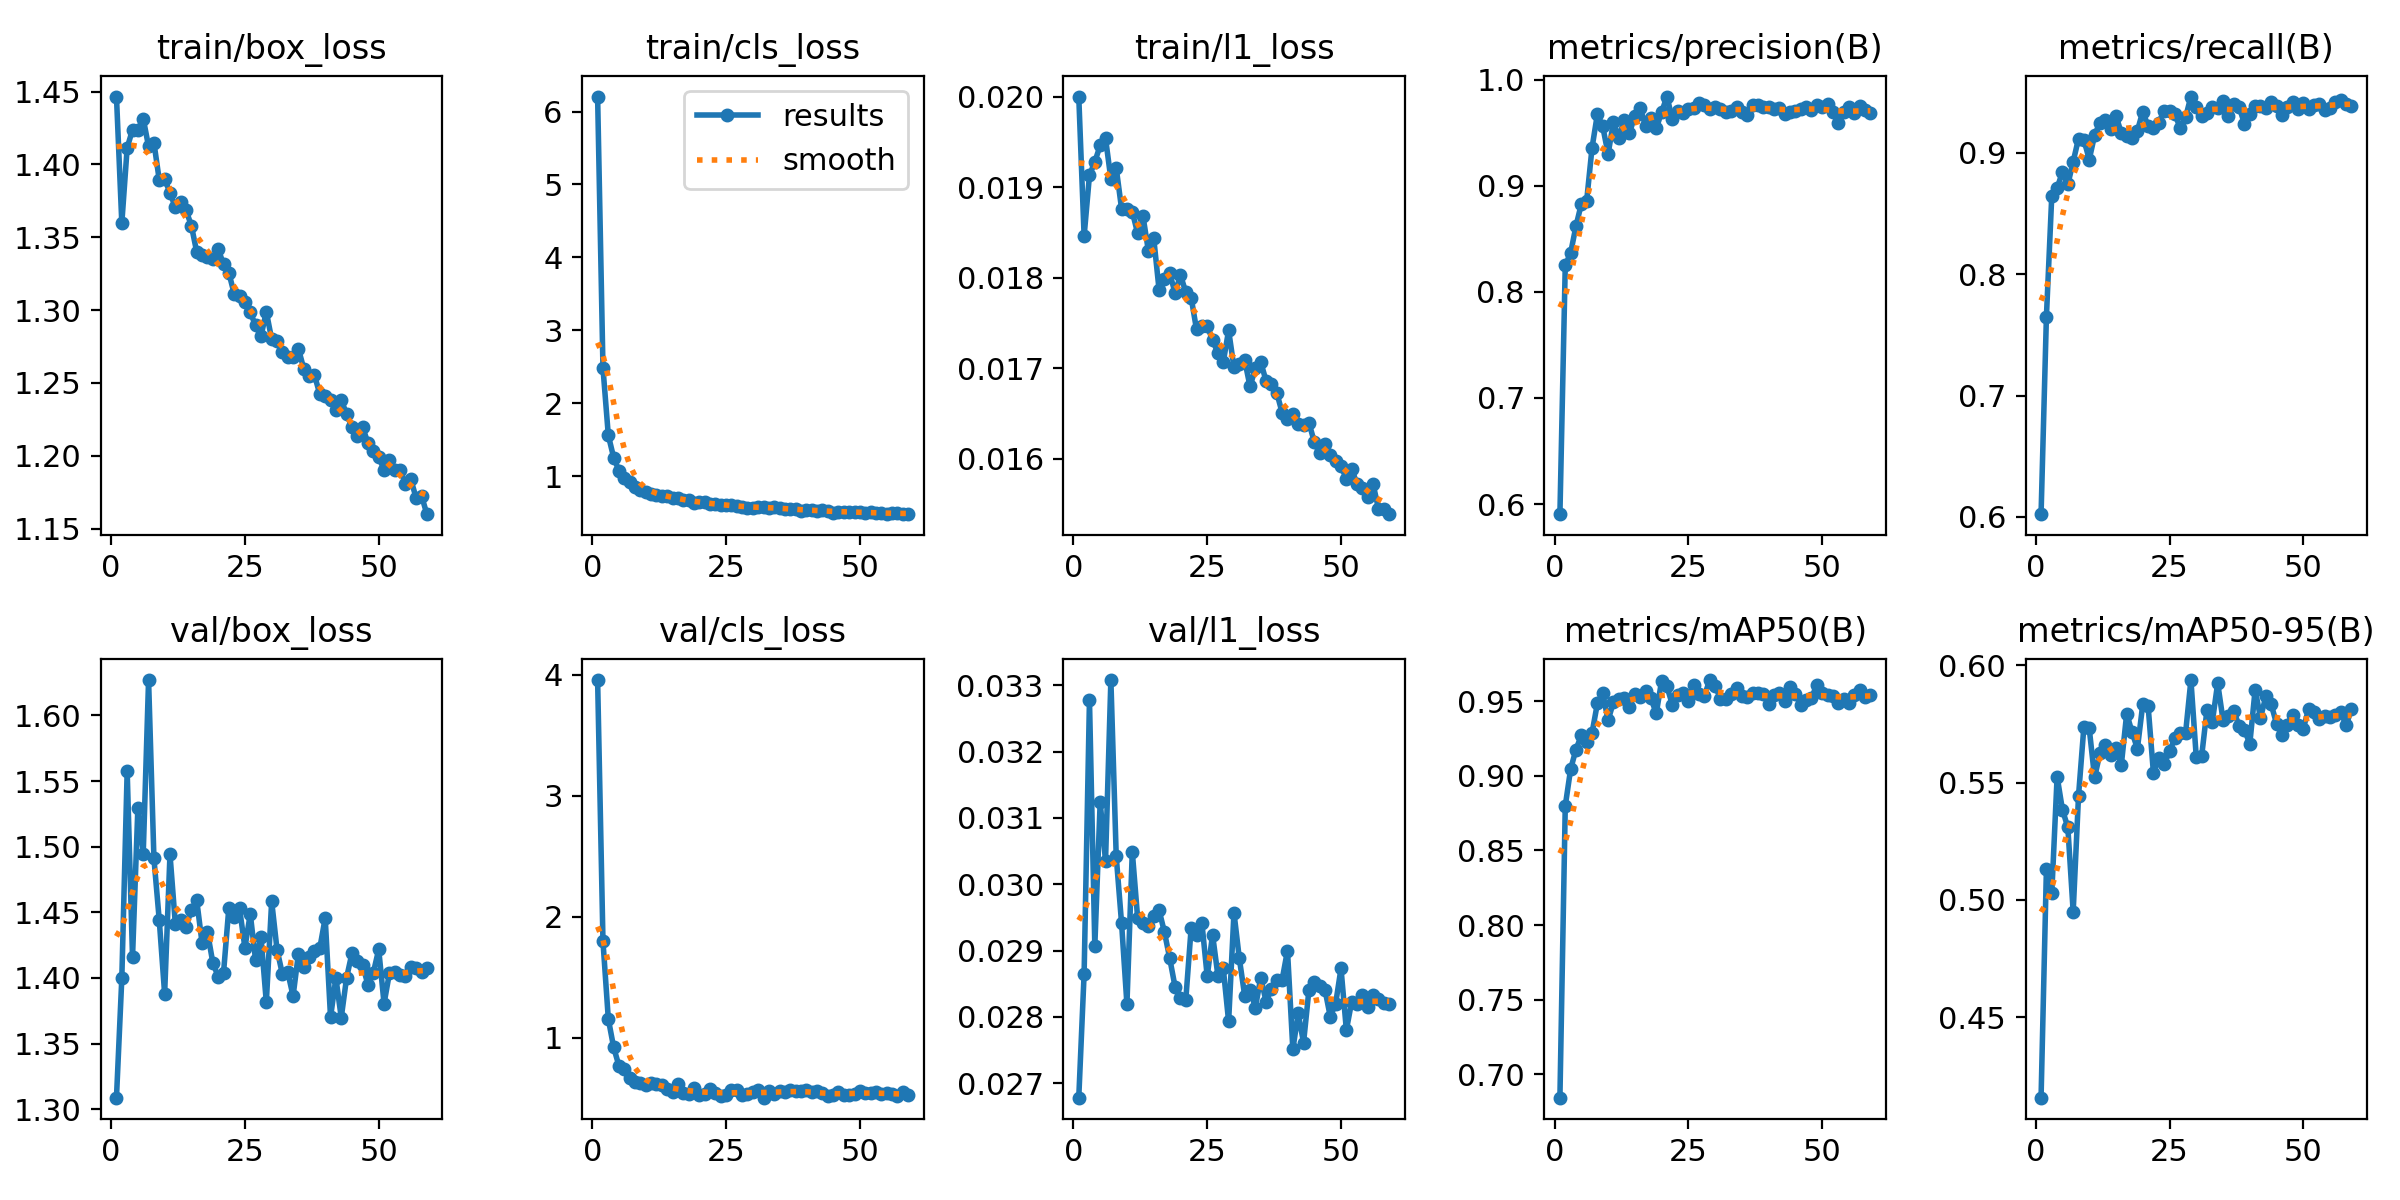 train/box_loss
1.45
1.40
1.35
1.30
1.25
1.20
1.15
0 25 50
train/cls_loss
results
smooth
6
5
4
3
2
1
0 25 50
train/l1_loss
0.020
0.019
0.018
0.017
0.016
0 25 50
metrics/precision(B)
1.0
0.9
0.8
0.7
0.6
0 25 50
metrics/recall(B)
0.9
0.8
0.7
0.6
0 25 50
val/box_loss
1.60
1.55
1.50
1.45
1.40
1.35
1.30
0 25 50
val/cls_loss
4
3
2
1
0 25 50
val/l1_loss
0.033
0.032
0.031
0.030
0.029
0.028
0.027
0 25 50
metrics/mAP50(B)
0.95
0.90
0.85
0.80
0.75
0.70
0 25 50
metrics/mAP50-95(B)
0.60
0.55
0.50
0.45
0 25 50